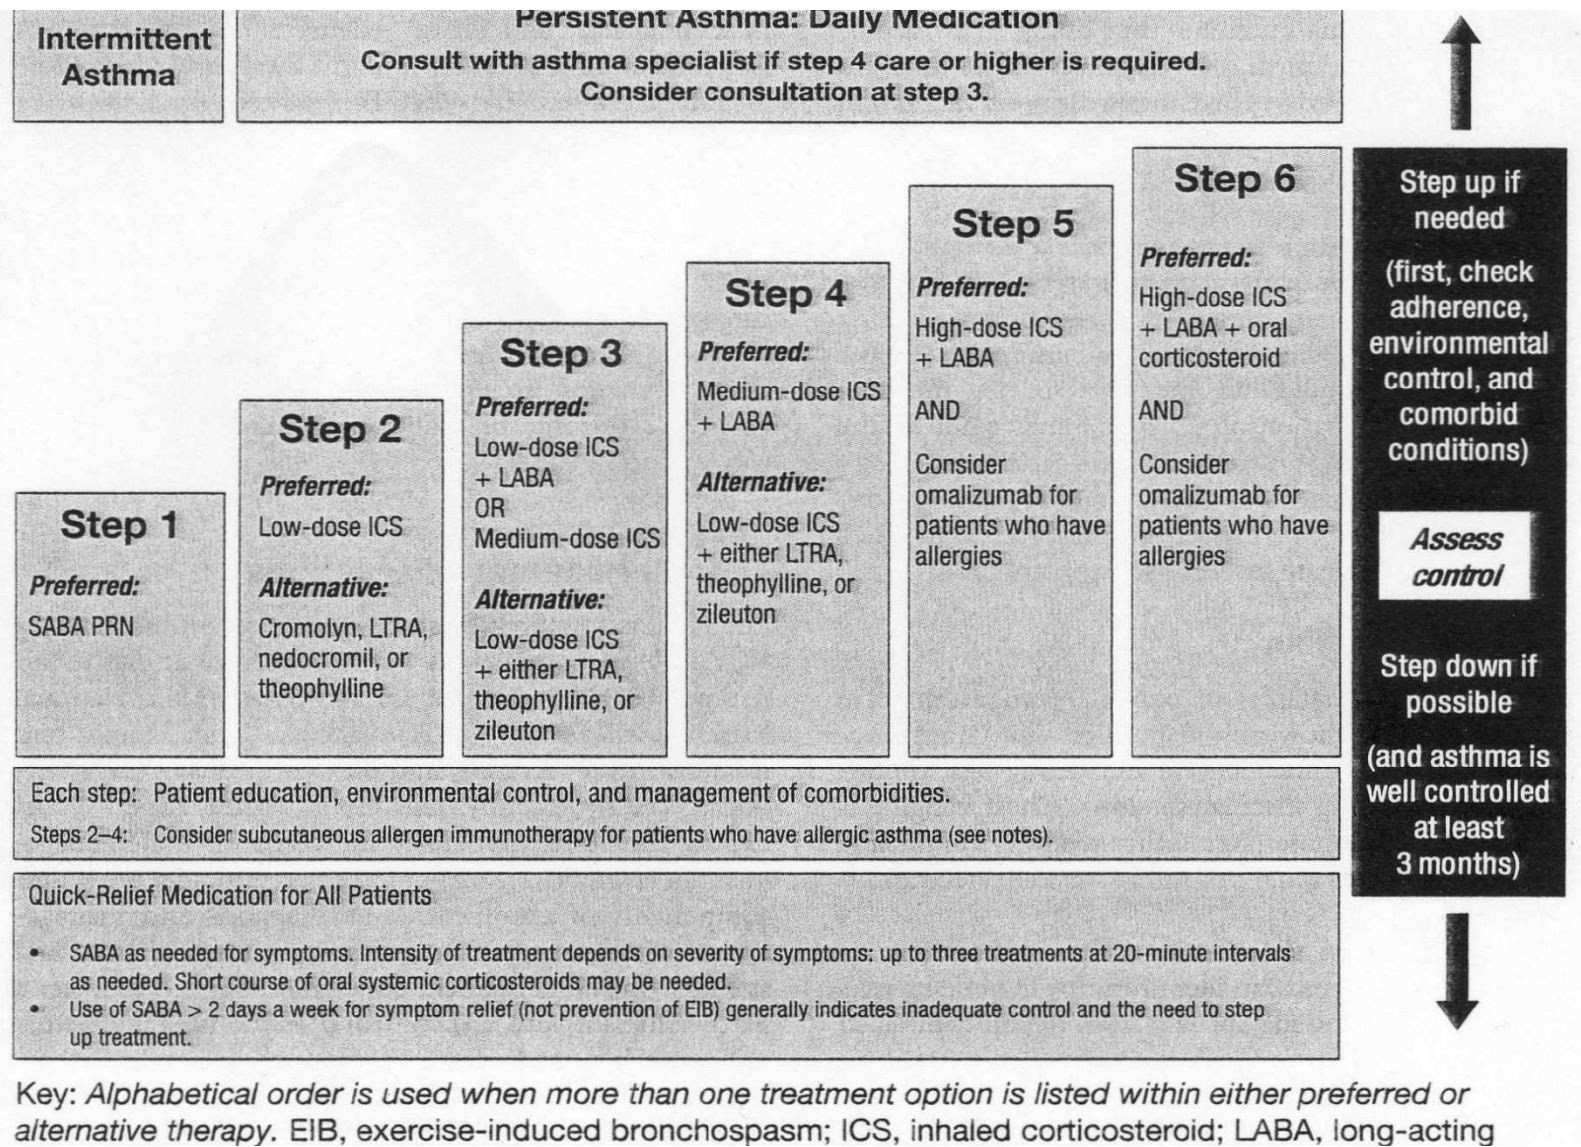 Intermittent
Asthma
Persistent Asthma: Daily Medication
Consult with asthma specialist if step 4 care or higher is required.
Consider consultation at step 3.
Step 1
Preferred:
SABA PRN
Step 2
Preferred:
Low-dose ICS
Alternative:
Cromolyn, LTRA,
nedocromil, or
theophylline
Step 3
Preferred:
Low-dose ICS
+ LABA
OR
Medium-dose ICS
Alternative:
Low-dose ICS
+ either LTRA,
theophylline, or
zileuton
Step 4
Preferred:
Medium-dose ICS
+ LABA
Alternative:
Low-dose ICS
+ either LTRA,
theophylline, or
zileuton
Step 5
Preferred:
High-dose ICS
+ LABA
AND
Consider
omalizumab for
patients who have
allergies
Step 6
Preferred:
High-dose ICS
+ LABA + oral
corticosteroid
AND
Consider
omalizumab for
patients who have
allergies
Step up if
needed
(first, check
adherence,
environmental
control, and
comorbid
conditions)
Assess
control
Step down if
possible
(and asthma is
well controlled
at least
3 months)
Each step: Patient education, environmental control, and management of comorbidities.
Steps 2–4: Consider subcutaneous allergen immunotherapy for patients who have allergic asthma (see notes).
Quick-Relief Medication for All Patients
• SABA as needed for symptoms. Intensity of treatment depends on severity of symptoms: up to three treatments at 20-minute intervals
as needed. Short course of oral systemic corticosteroids may be needed.
• Use of SABA > 2 days a week for symptom relief (not prevention of EIB) generally indicates inadequate control and the need to step
up treatment.
Key: Alphabetical order is used when more than one treatment option is listed within either preferred or
alternative therapy. EIB, exercise-induced bronchospasm; ICS, inhaled corticosteroid; LABA, long-acting